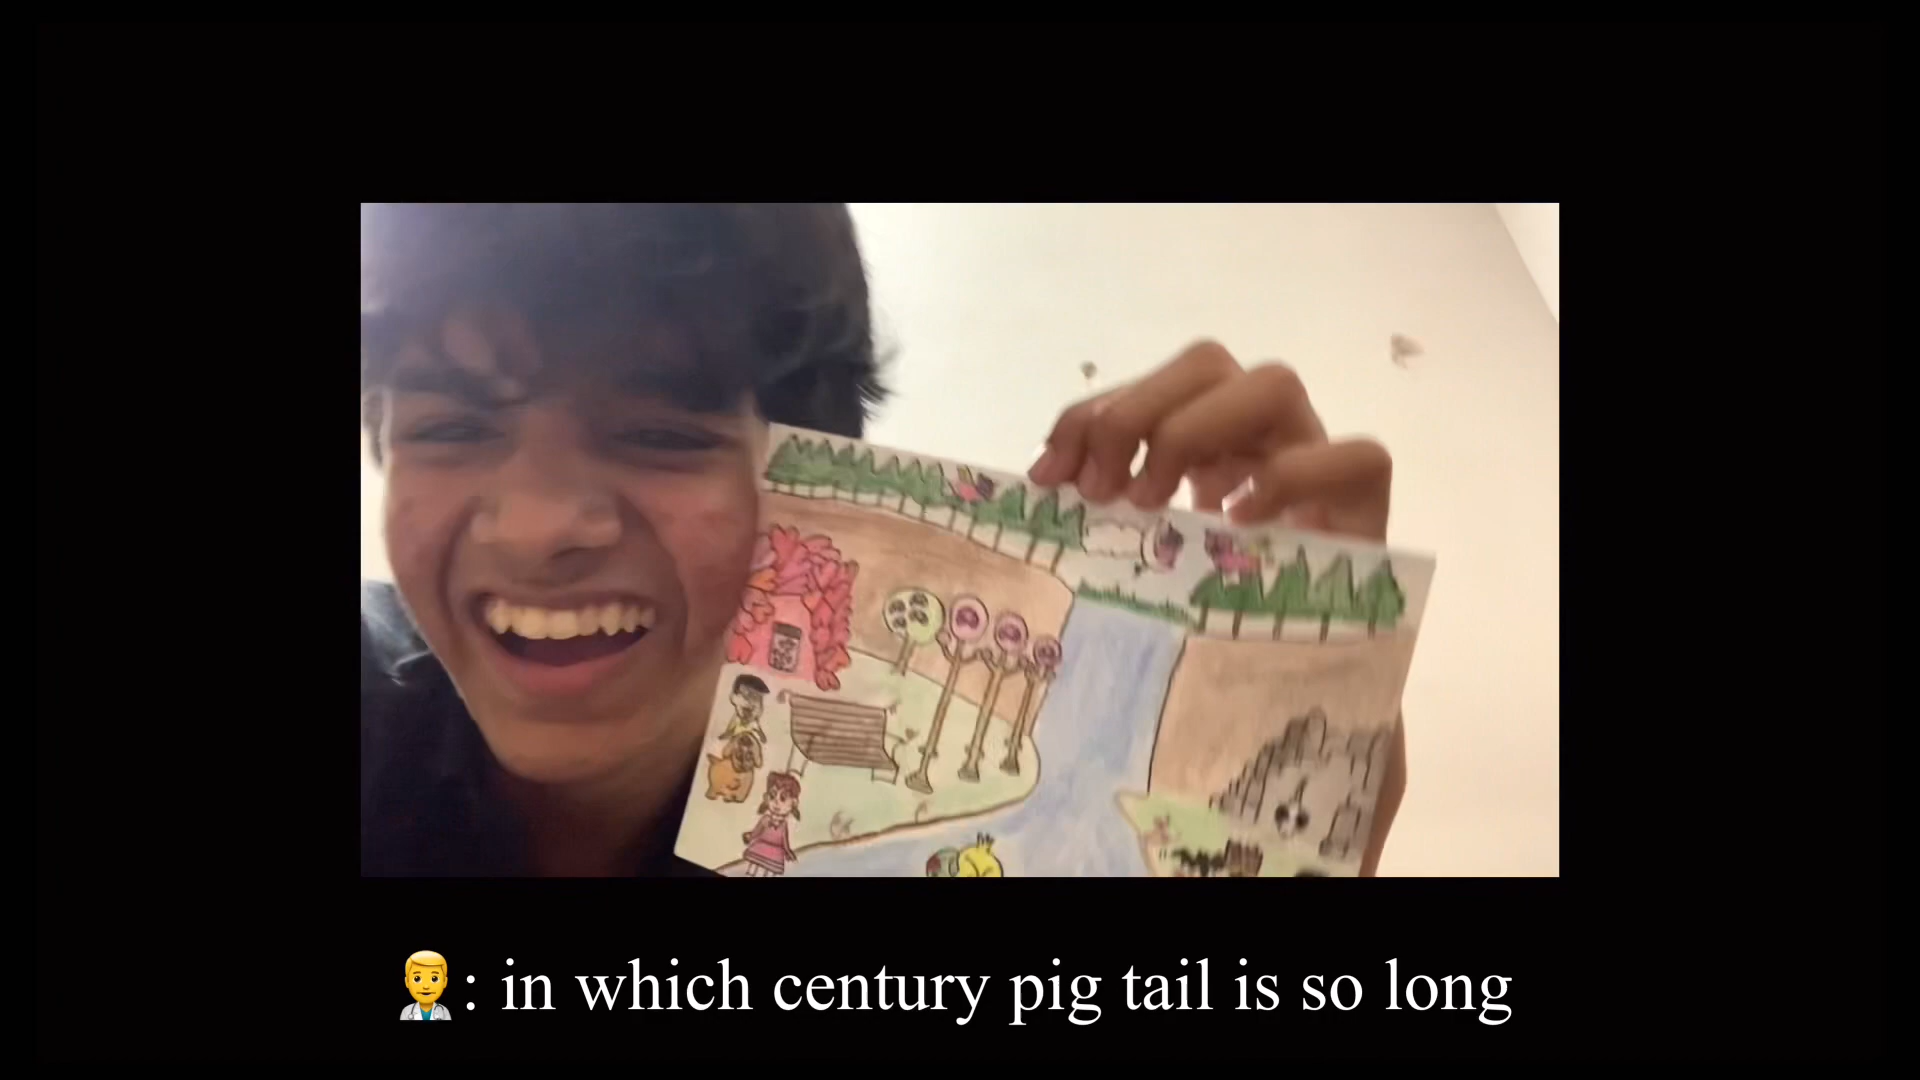 👨‍⚕️: in which century pig tail is so long